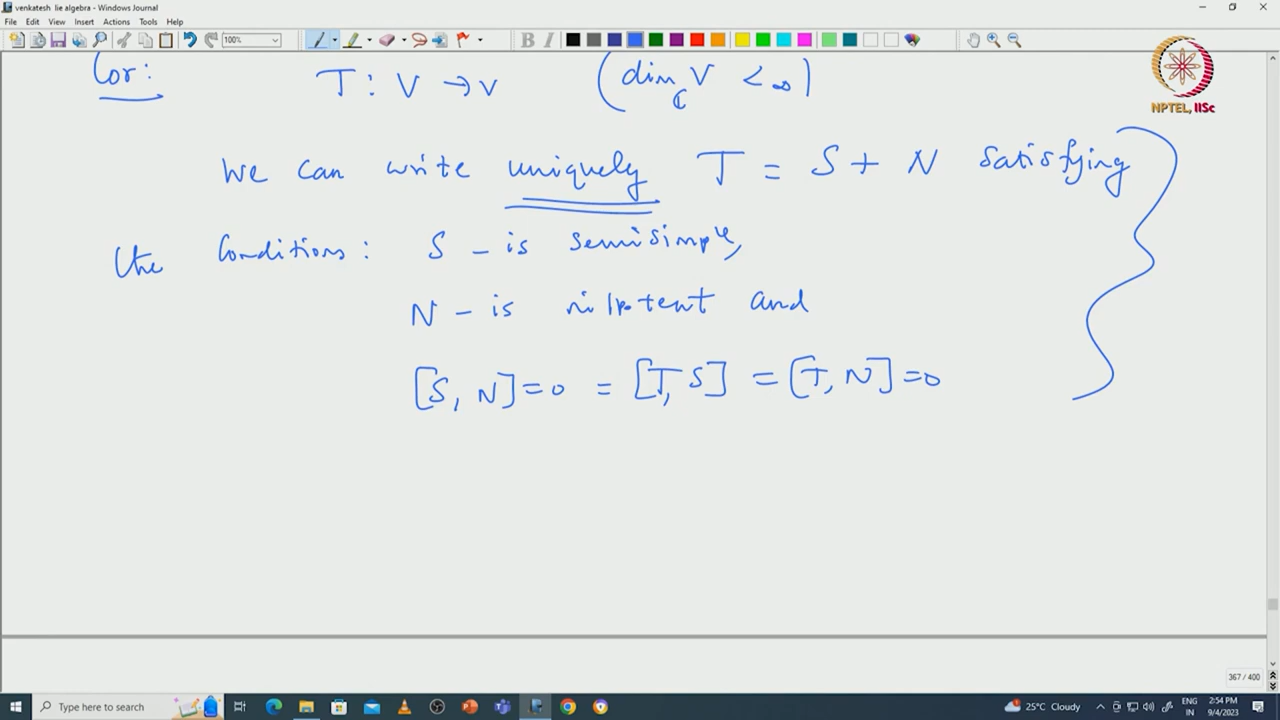 venkatesh lie algebra - Windows Journal
File Edit View Insert Actions Tools Help
100%
B I
NPTEL, IISc
Cor: T : V → V (dim_ℂ V < ∞)
We can write uniquely T = S + N satisfying
the conditions: S - is semisimple,
N - is nilpotent and
[S, N] = 0 = [T, S] = [T, N] = 0
367 / 400
Type here to search
25°C Cloudy
ENG
IN
2:54 PM
9/4/2023